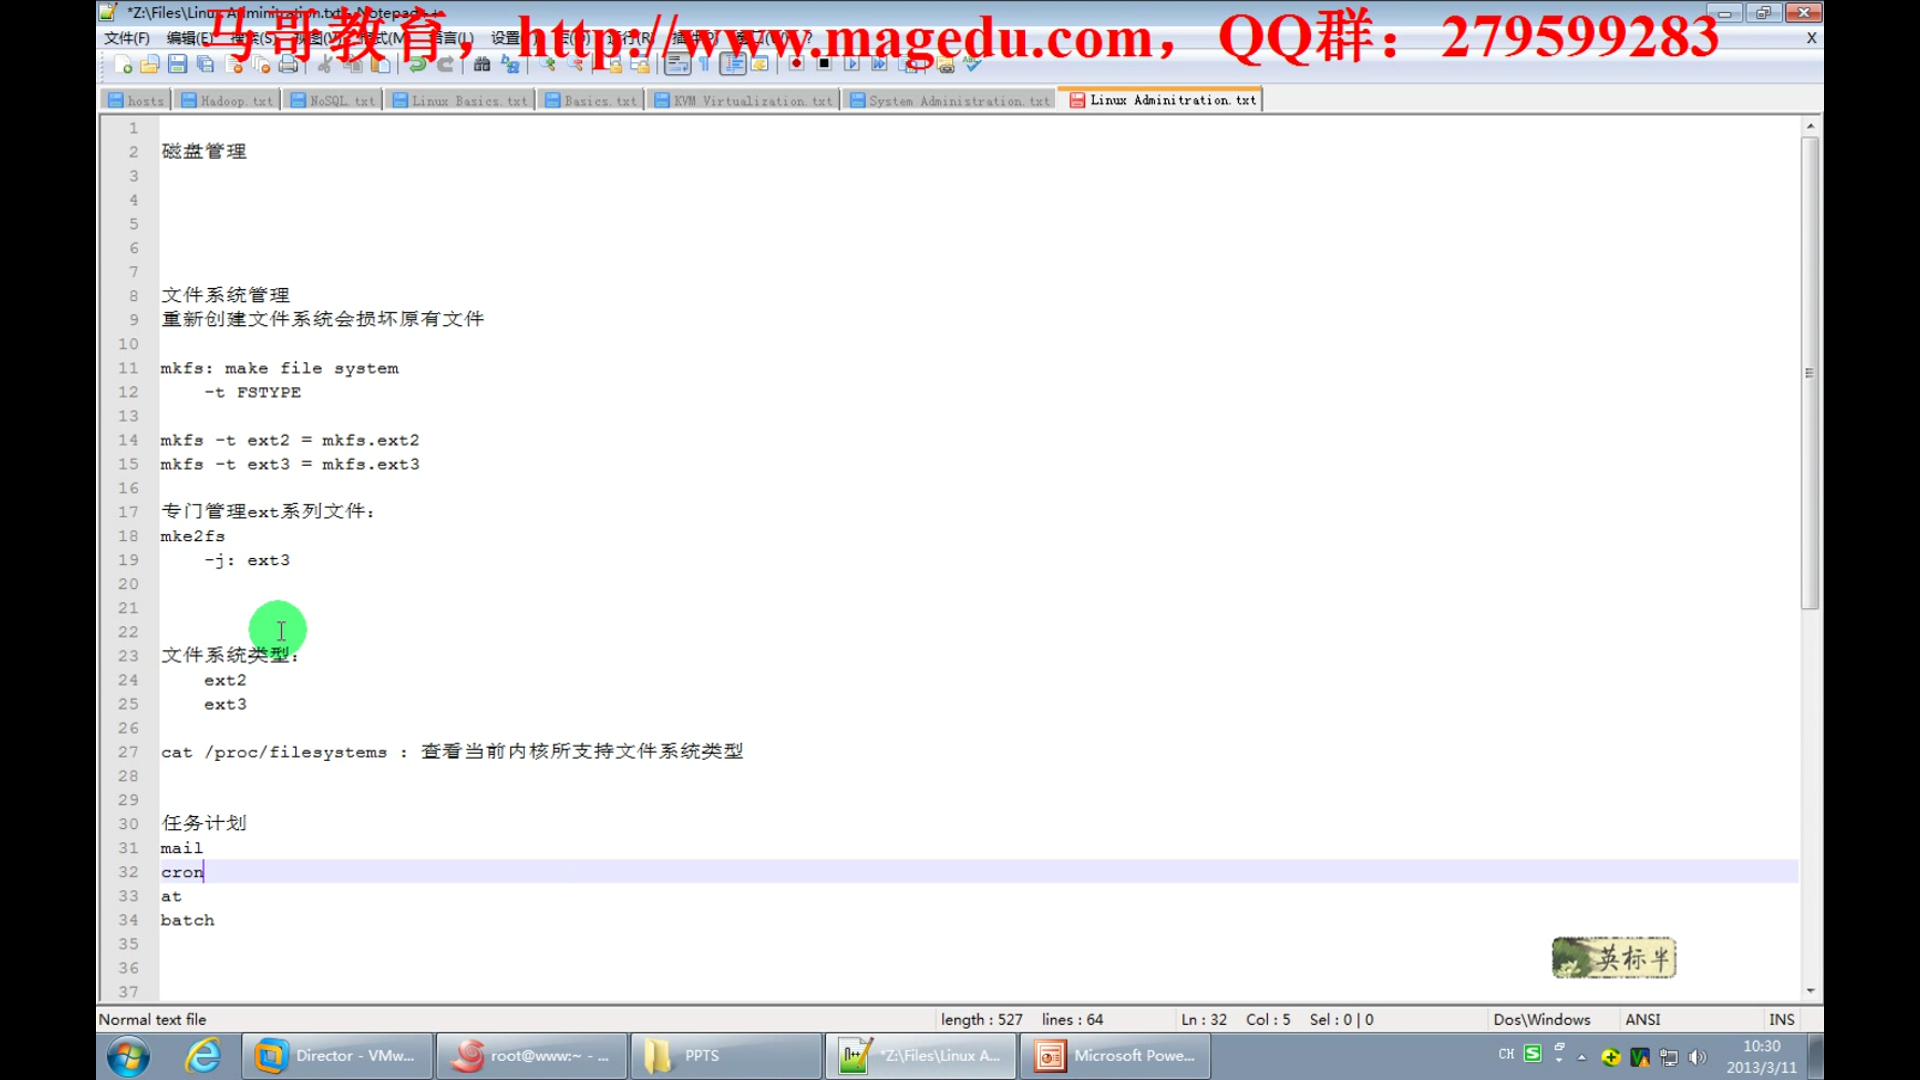 *Z:\Files\Linux Adminitration.txt - Notepad++
马哥教育，http://www.magedu.com，QQ群：279599283
文件(F) 编辑(E) 搜索(S) 视图(V) 格式(M) 语言(L) 设置 运行(R) X
hosts Hadoop.txt NoSQL.txt Linux Basics.txt Basics.txt KVM Virtualization.txt System Administration.txt Linux Adminitration.txt
1
2 磁盘管理
3
4
5
6
7
8 文件系统管理
9 重新创建文件系统会损坏原有文件
10
11 mkfs: make file system
12 -t FSTYPE
13
14 mkfs -t ext2 = mkfs.ext2
15 mkfs -t ext3 = mkfs.ext3
16
17 专门管理ext系列文件：
18 mke2fs
19 -j: ext3
20
21
22
23 文件系统类型：
24 ext2
25 ext3
26
27 cat /proc/filesystems : 查看当前内核所支持文件系统类型
28
29
30 任务计划
31 mail
32 cron
33 at
34 batch
35
36
37
英标半
Normal text file length : 527 lines : 64 Ln : 32 Col : 5 Sel : 0 | 0 Dos\Windows ANSI INS
Director - VMw... root@www:~ - ... PPTS *Z:\Files\Linux A... Microsoft Powe... CH 10:30
2013/3/11